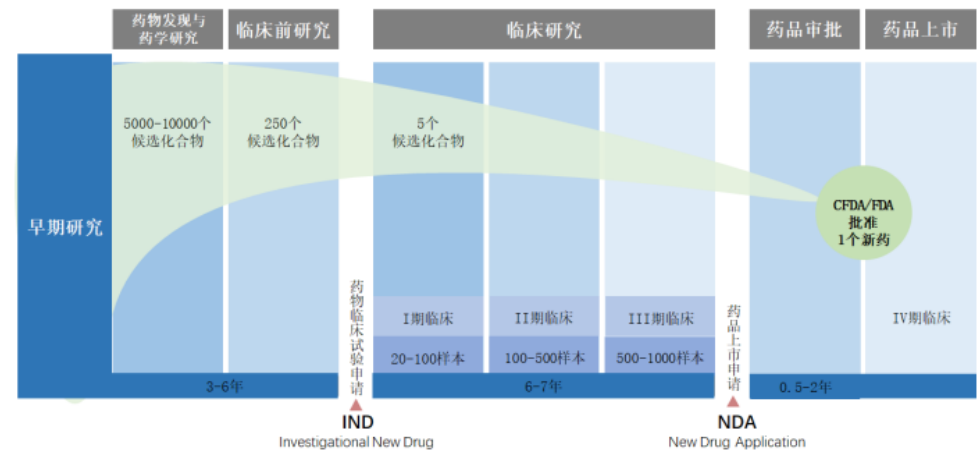 药物发现与
药学研究
临床前研究
临床研究
药品审批
药品上市
5000-10000个
候选化合物
250个
候选化合物
5个
候选化合物
早期研究
CFDA/FDA
批准
1个新药
药物临床试验申请
药品上市申请
I期临床
II期临床
III期临床
IV期临床
20-100样本
100-500样本
500-1000样本
3-6年
6-7年
0.5-2年
IND
Investigational New Drug
NDA
New Drug Application